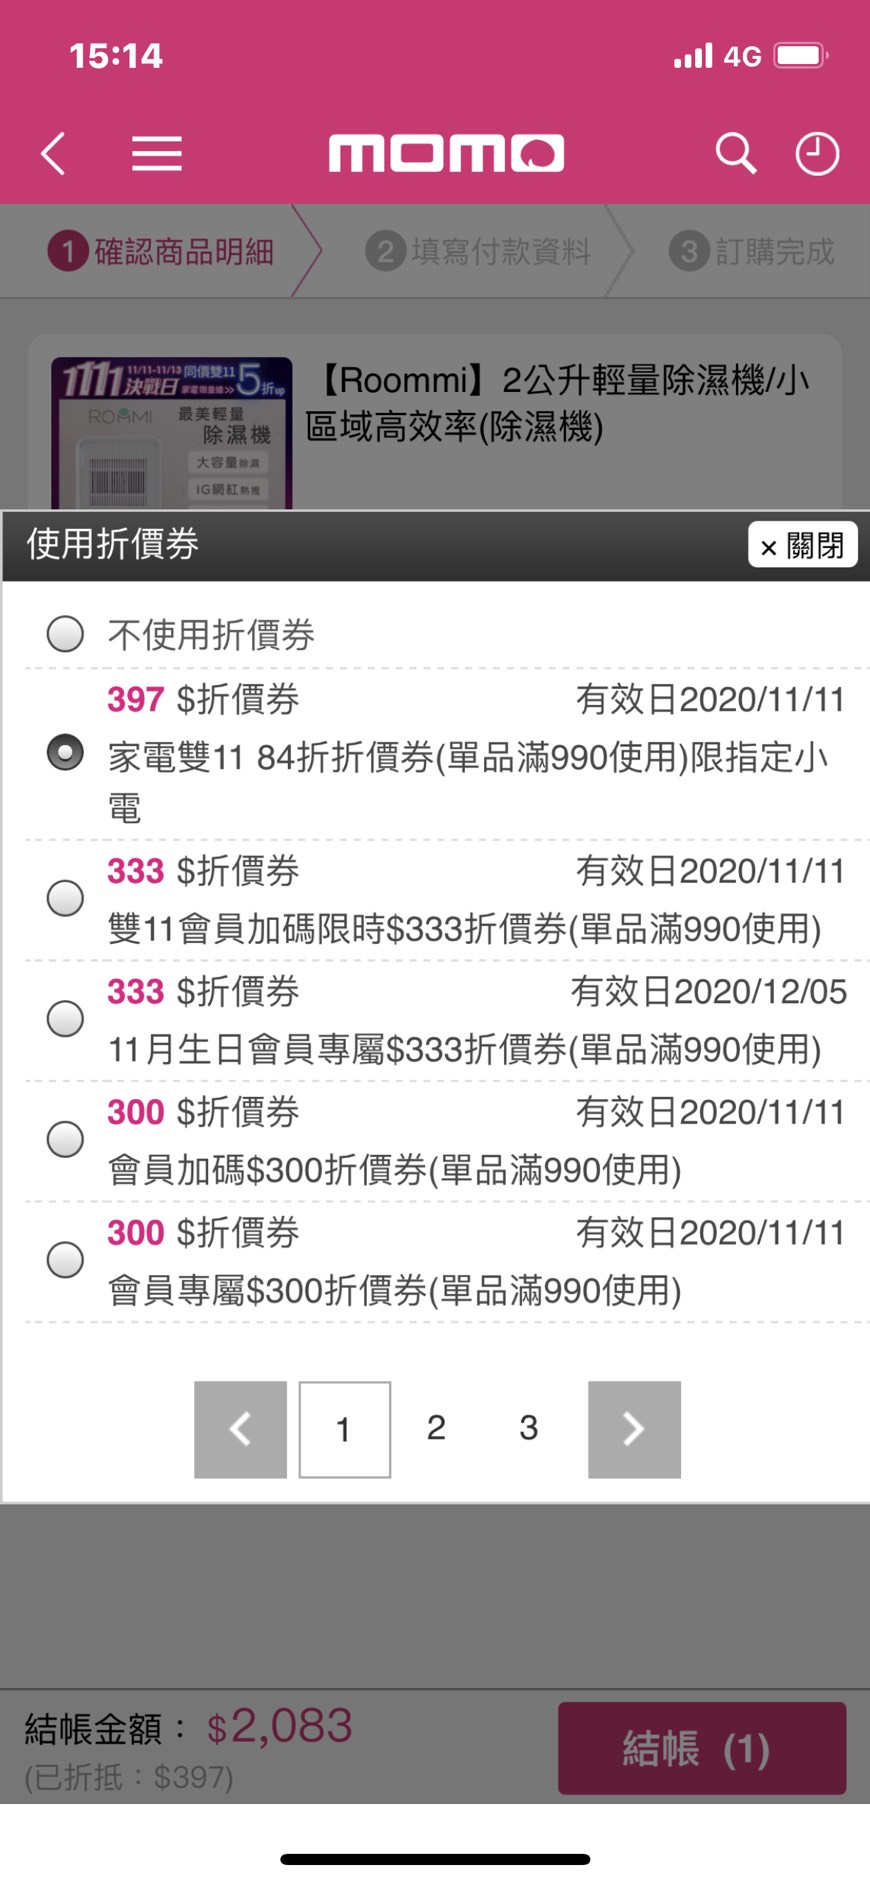 15:14
4G
momo
1 確認商品明細
2 填寫付款資料
3 訂購完成
1111 決戰日 11/11-11/13 同價雙11 5折up
ROOMMI 最美輕量
除濕機
大容量除濕
IG網紅熱推
【Roommi】2公升輕量除濕機/小
區域高效率(除濕機)
使用折價券
× 關閉
不使用折價券
397 $折價券 有效日2020/11/11
家電雙11 84折折價券(單品滿990使用)限指定小
電
333 $折價券 有效日2020/11/11
雙11會員加碼限時$333折價券(單品滿990使用)
333 $折價券 有效日2020/12/05
11月生日會員專屬$333折價券(單品滿990使用)
300 $折價券 有效日2020/11/11
會員加碼$300折價券(單品滿990使用)
300 $折價券 有效日2020/11/11
會員專屬$300折價券(單品滿990使用)
1 2 3
結帳金額： $2,083
(已折抵：$397)
結帳 (1)